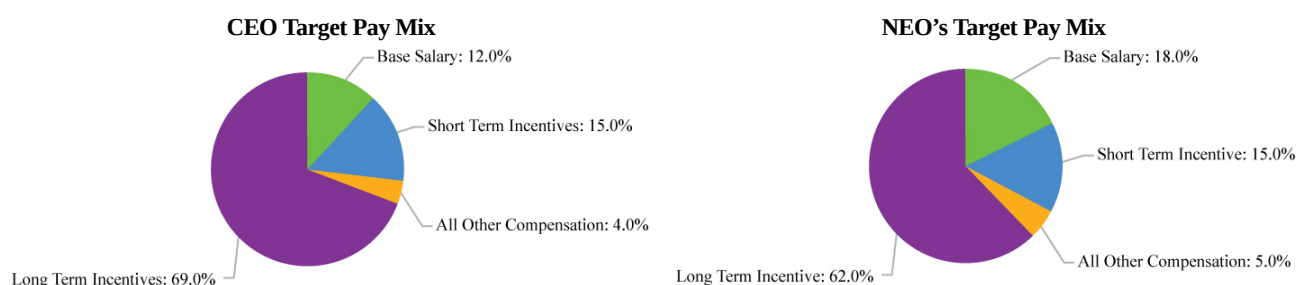 CEO Target Pay Mix
Base Salary: 12.0%
Short Term Incentives: 15.0%
All Other Compensation: 4.0%
Long Term Incentives: 69.0%
NEO’s Target Pay Mix
Base Salary: 18.0%
Short Term Incentive: 15.0%
All Other Compensation: 5.0%
Long Term Incentive: 62.0%